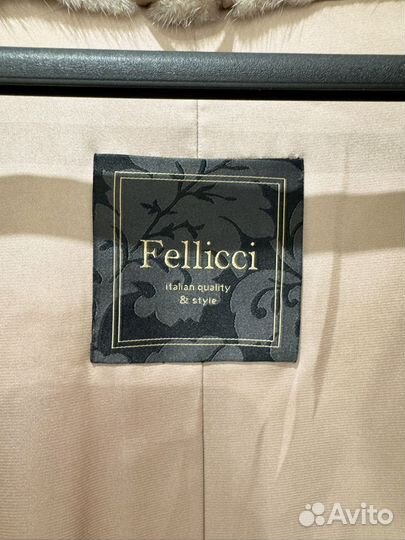 Fellicci
italian quality
& style
Avito